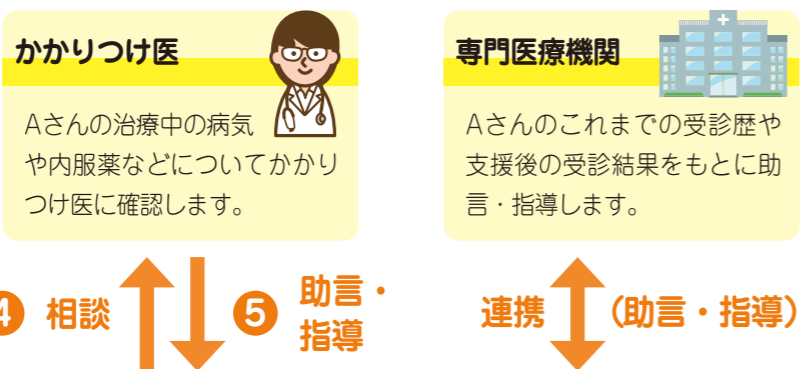 かかりつけ医
Aさんの治療中の病気
や内服薬などについてかかり
つけ医に確認します。
専門医療機関
Aさんのこれまでの受診歴や
支援後の受診結果をもとに助
言・指導します。
4 相談
5 助言・
指導
連携 (助言・指導)